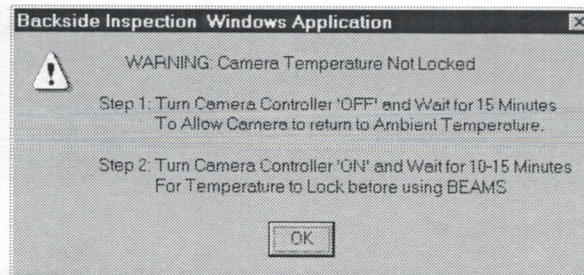 Backside Inspection Windows Application
WARNING: Camera Temperature Not Locked
Step 1: Turn Camera Controller 'OFF' and Wait for 15 Minutes
To Allow Camera to return to Ambient Temperature.
Step 2: Turn Camera Controller 'ON' and Wait for 10-15 Minutes
For Temperature to Lock before using BEAMS
OK